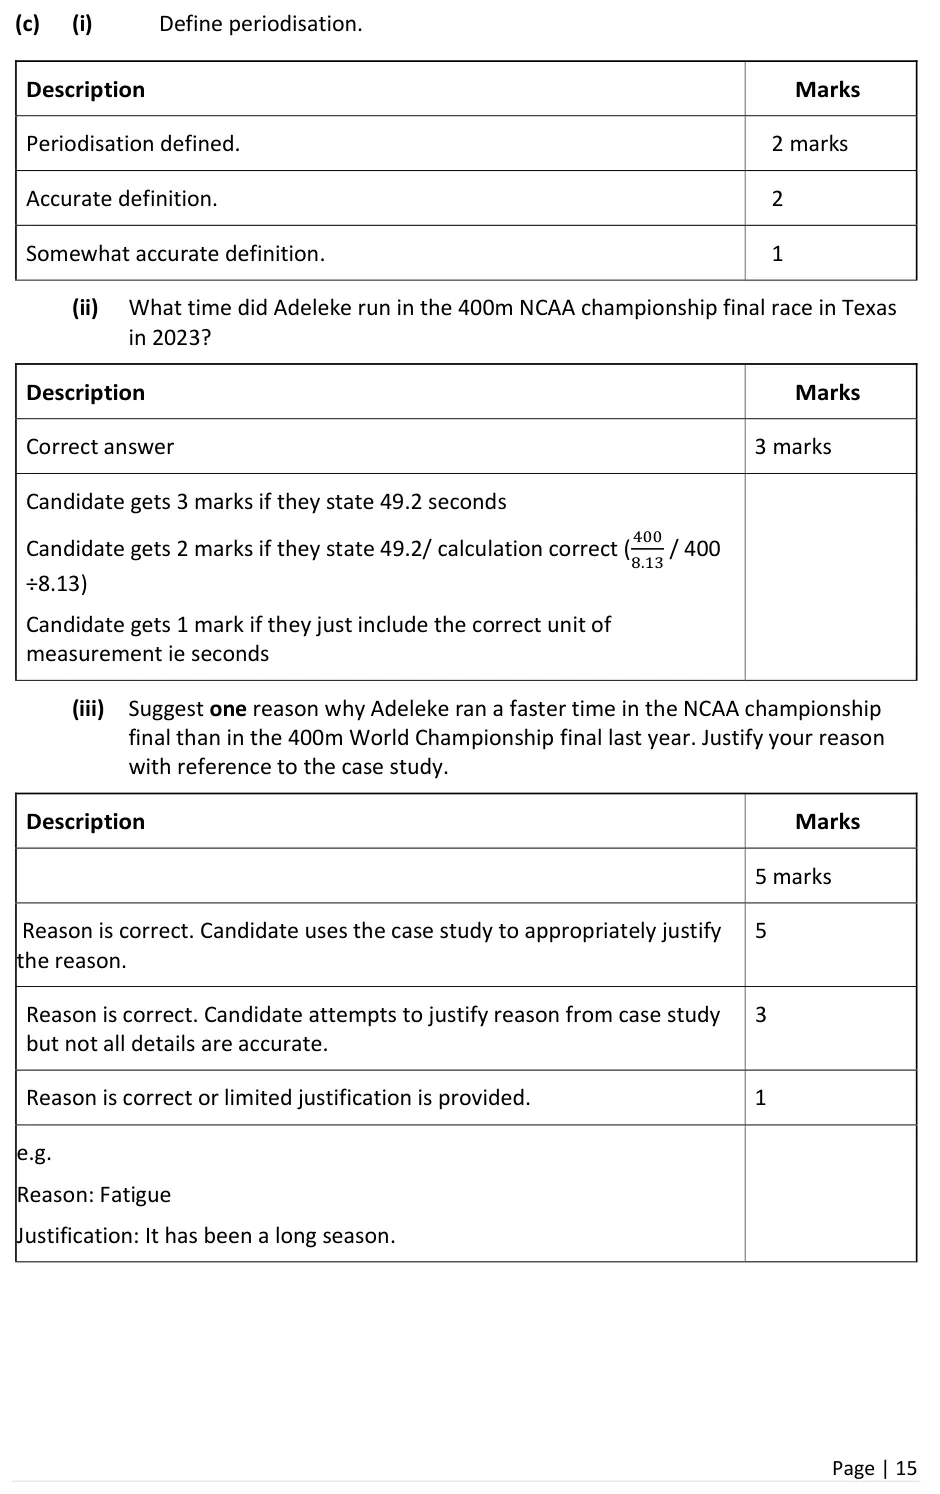 (c) (i) Define periodisation.
Description Marks
Periodisation defined. 2 marks
Accurate definition. 2
Somewhat accurate definition. 1
(ii) What time did Adeleke run in the 400m NCAA championship final race in Texas
in 2023?
Description Marks
Correct answer 3 marks
Candidate gets 3 marks if they state 49.2 seconds
Candidate gets 2 marks if they state 49.2/ calculation correct (400/8.13 / 400
÷8.13)
Candidate gets 1 mark if they just include the correct unit of
measurement ie seconds
(iii) Suggest one reason why Adeleke ran a faster time in the NCAA championship
final than in the 400m World Championship final last year. Justify your reason
with reference to the case study.
Description Marks
5 marks
Reason is correct. Candidate uses the case study to appropriately justify 5
the reason.
Reason is correct. Candidate attempts to justify reason from case study 3
but not all details are accurate.
Reason is correct or limited justification is provided. 1
e.g.
Reason: Fatigue
Justification: It has been a long season.
Page | 15